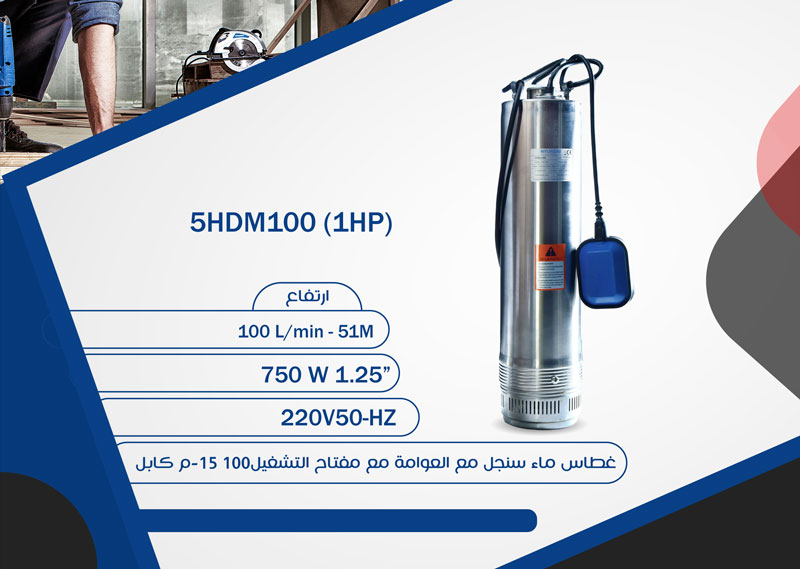 5HDM100 (1HP)
ارتفاع
100 L/min - 51M
750 W 1.25”
220V50-HZ
غطاس ماء سنجل مع العوامة مع مفتاح التشغيل100 15-م كابل